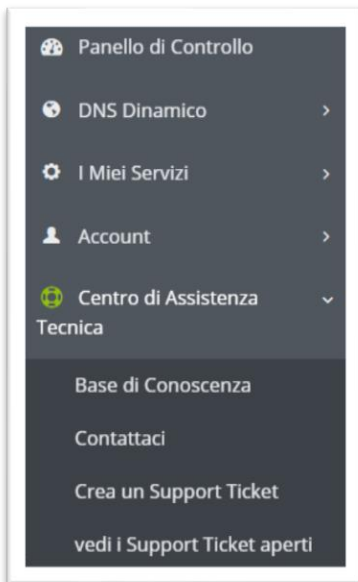 Panello di Controllo
DNS Dinamico
I Miei Servizi
Account
Centro di Assistenza
Tecnica
Base di Conoscenza
Contattaci
Crea un Support Ticket
vedi i Support Ticket aperti